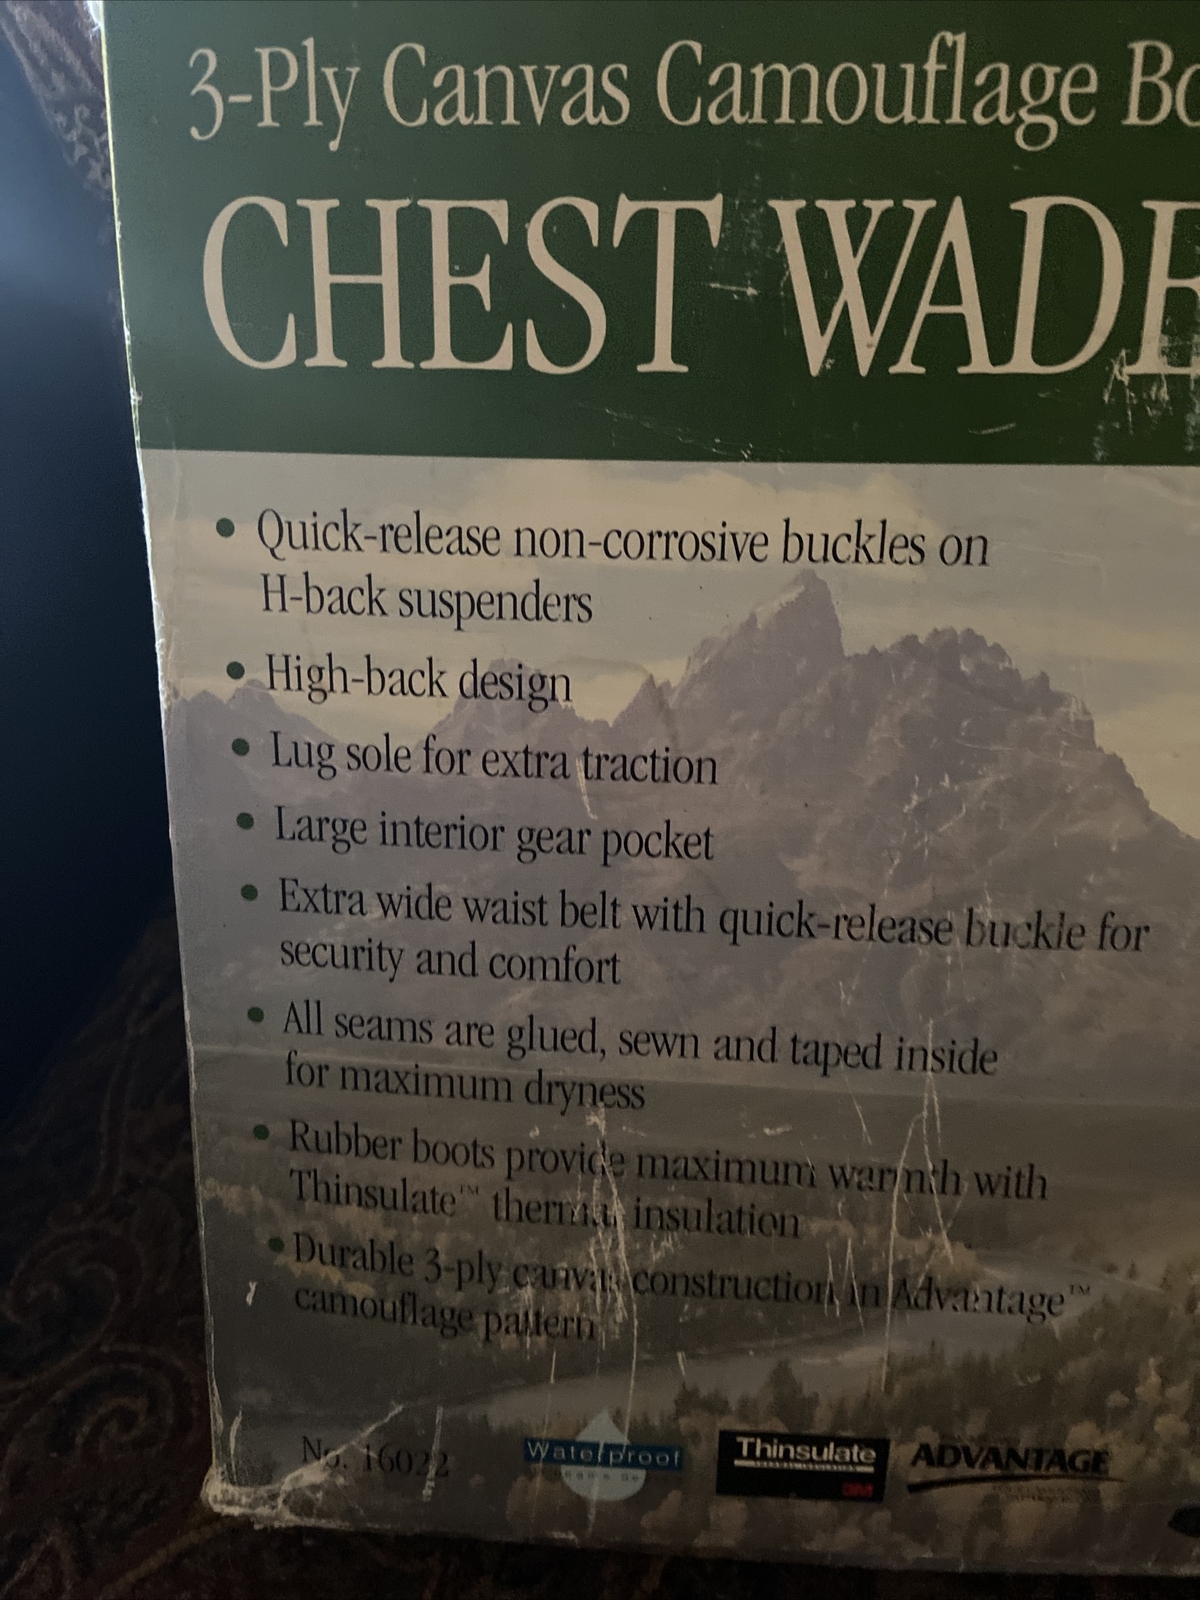 3-Ply Canvas Camouflage Bo
CHEST WADE
• Quick-release non-corrosive buckles on
H-back suspenders
• High-back design
• Lug sole for extra traction
• Large interior gear pocket
• Extra wide waist belt with quick-release buckle for
security and comfort
• All seams are glued, sewn and taped inside
for maximum dryness
• Rubber boots provide maximum warmth with
Thinsulate™ thermal insulation
• Durable 3-ply canvas construction in Advantage™
camouflage pattern
No. 16022
Waterproof
Thinsulate
3M
ADVANTAGE